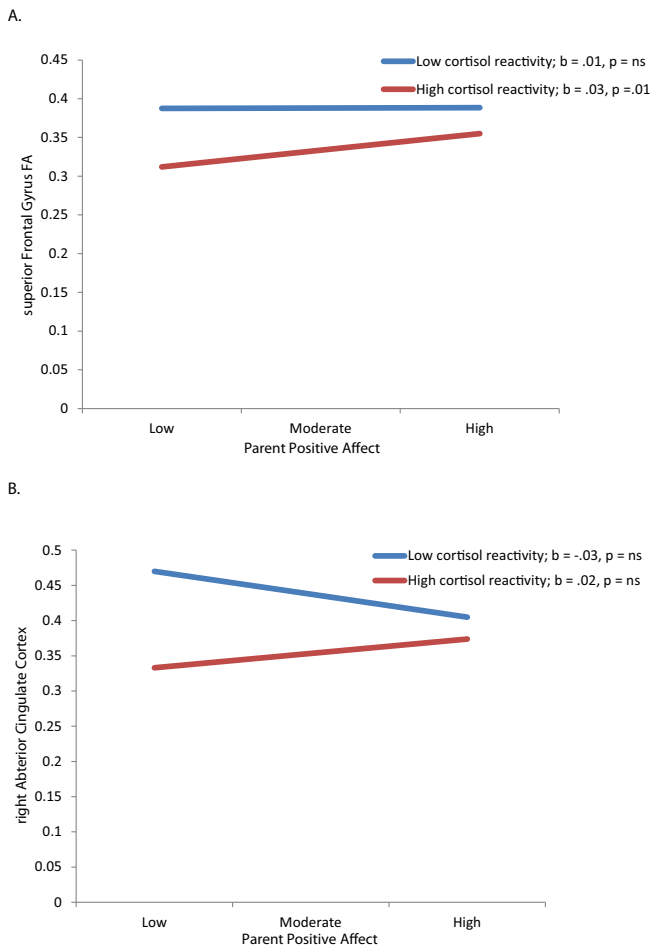 A.
0.45
Low cortisol reactivity; b = .01, p = ns
0.4
High cortisol reactivity; b = .03, p =.01
0.35
0.3
0.25
0.2
0.15
0.1
0.05
0
superior Frontal Gyrus FA
Low
Moderate
High
Parent Positive Affect
B.
0.5
Low cortisol reactivity; b = -.03, p = ns
0.45
High cortisol reactivity; b = .02, p = ns
0.4
0.35
0.3
0.25
0.2
0.15
0.1
0.05
0
right Abterior Cingulate Cortex
Low
Moderate
High
Parent Positive Affect